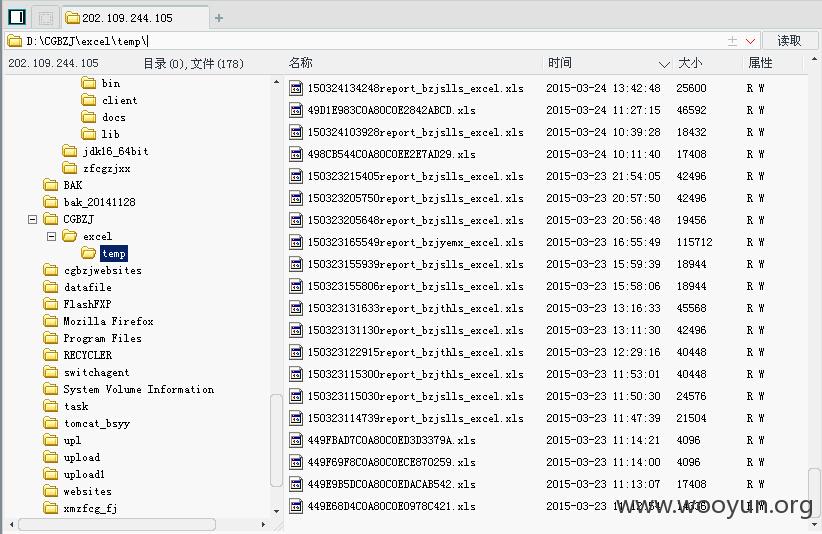 202.109.244.105
D:\CGBZJ\excel\temp\
读取
202.109.244.105 目录(0),文件(178) 名称 时间 大小 属性
bin
client
docs
lib
jdk16_64bit
zfcgzjxx
BAK
bak_20141128
CGBZJ
excel
temp
cgbzjwebsites
datafile
FlashFXP
Mozilla Firefox
Program Files
RECYCLER
switchagent
System Volume Information
task
tomcat_bsyy
upl
upload
upload1
websites
xmzfcg_fj
150324134248report_bzjslls_excel.xls 2015-03-24 13:42:48 25600 R W
49D1E983C0A80C0E2842ABCD.xls 2015-03-24 11:27:15 46592 R W
150324103928report_bzjslls_excel.xls 2015-03-24 10:39:28 18432 R W
498CB544C0A80C0EE2E7AD29.xls 2015-03-24 10:11:40 17408 R W
150323215405report_bzjslls_excel.xls 2015-03-23 21:54:05 42496 R W
150323205750report_bzjslls_excel.xls 2015-03-23 20:57:50 42496 R W
150323205648report_bzjslls_excel.xls 2015-03-23 20:56:48 19456 R W
150323165549report_bzjyemx_excel.xls 2015-03-23 16:55:49 115712 R W
150323155939report_bzjslls_excel.xls 2015-03-23 15:59:39 18944 R W
150323155806report_bzjslls_excel.xls 2015-03-23 15:58:06 18944 R W
150323131633report_bzjthls_excel.xls 2015-03-23 13:16:33 45568 R W
150323131130report_bzjslls_excel.xls 2015-03-23 13:11:30 42496 R W
150323122915report_bzjthls_excel.xls 2015-03-23 12:29:16 40448 R W
150323115300report_bzjthls_excel.xls 2015-03-23 11:53:01 40448 R W
150323115030report_bzjslls_excel.xls 2015-03-23 11:50:30 24576 R W
150323114739report_bzjslls_excel.xls 2015-03-23 11:47:39 21504 R W
449FBAD7C0A80C0ED3D3379A.xls 2015-03-23 11:14:21 4096 R W
449F69F8C0A80C0ECE870259.xls 2015-03-23 11:14:00 4096 R W
449E9B5DC0A80C0EDACAB542.xls 2015-03-23 11:13:07 17408 R W
449E68D4C0A80C0E0978C421.xls 2015-03-23 R W
www.wooyun.org